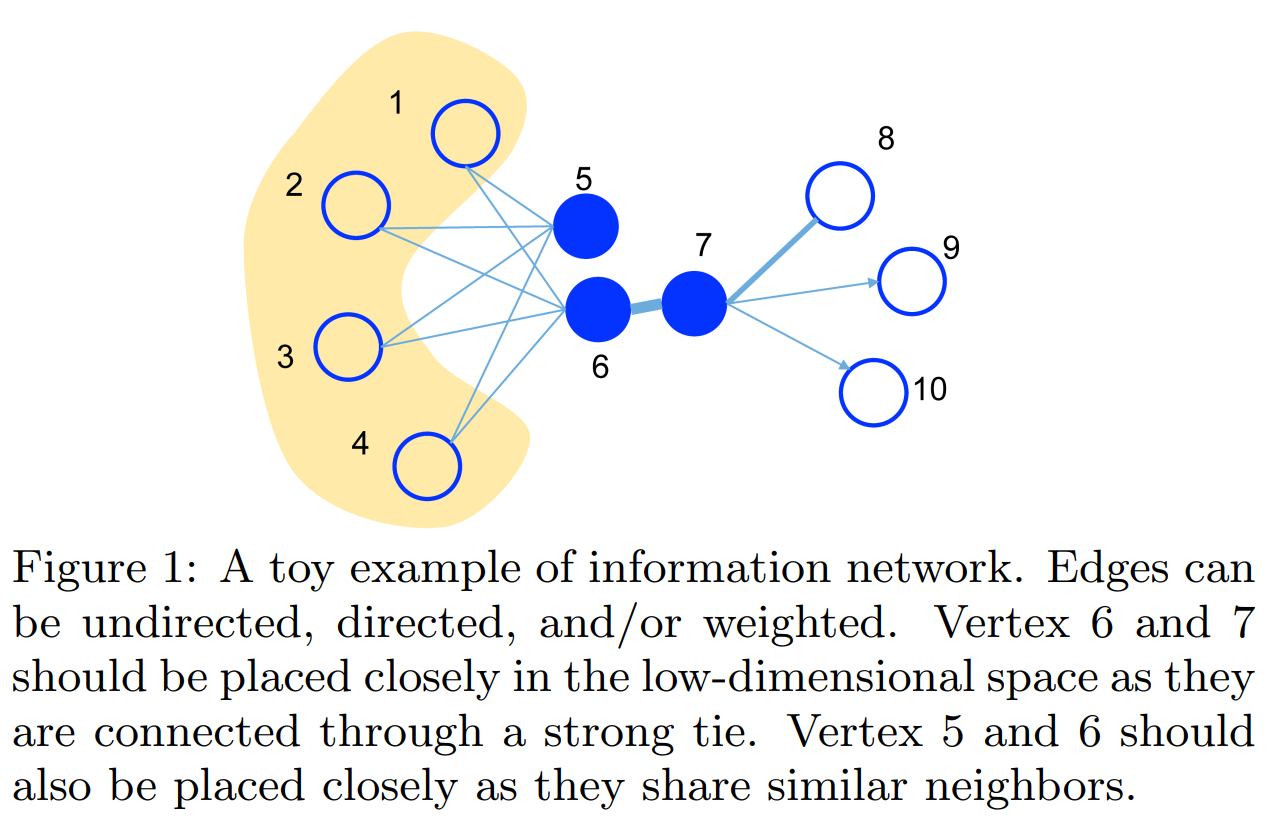 1
2
3
4
5
6
7
8
9
10
Figure 1: A toy example of information network. Edges can
be undirected, directed, and/or weighted. Vertex 6 and 7
should be placed closely in the low-dimensional space as they
are connected through a strong tie. Vertex 5 and 6 should
also be placed closely as they share similar neighbors.